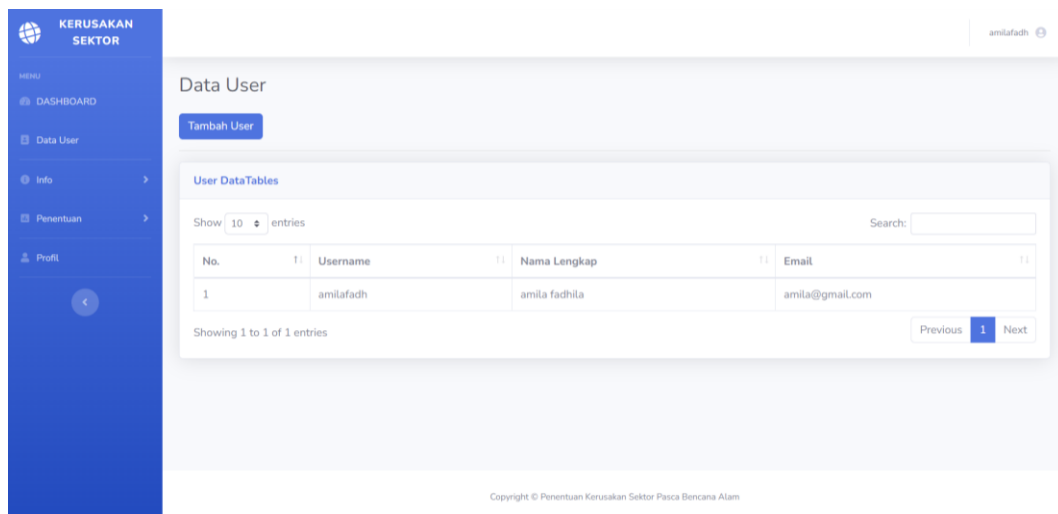 KERUSAKAN
SEKTOR
amilafadh
MENU
DASHBOARD
Data User
Info
Penentuan
Profil
Data User
Tambah User
User DataTables
Show 10 entries
Search:
No. Username Nama Lengkap Email
1 amilafadh amila fadhila amila@gmail.com
Showing 1 to 1 of 1 entries
Previous 1 Next
Copyright © Penentuan Kerusakan Sektor Pasca Bencana Alam